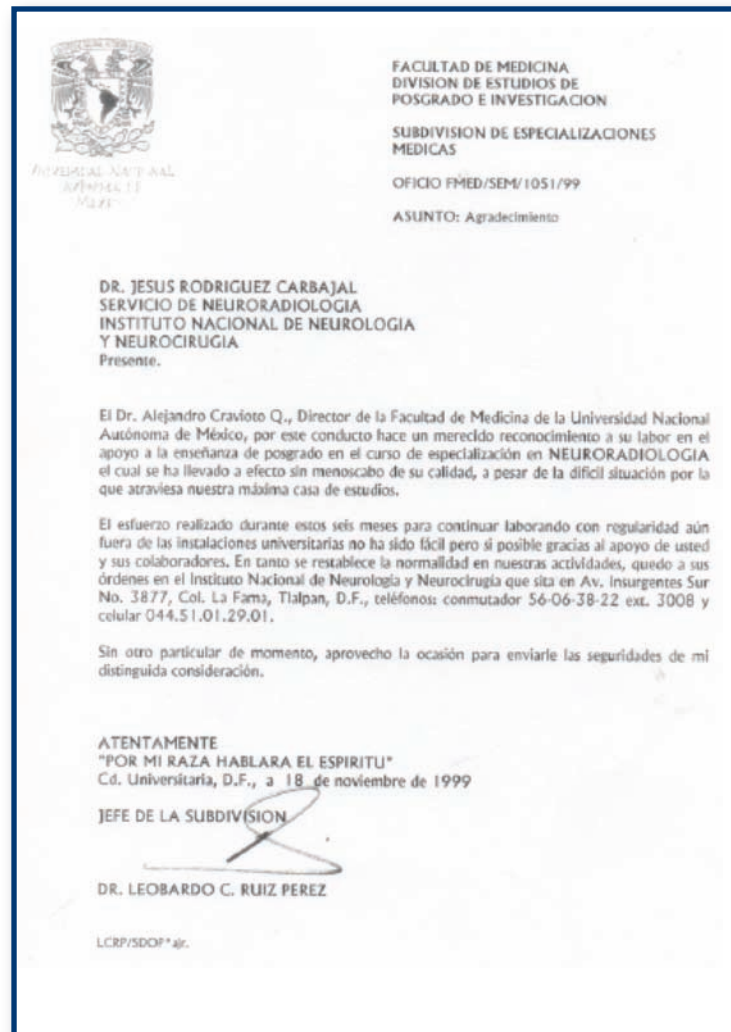 UNIVERSIDAD NACIONAL
AUTONOMA DE
MEXICO
FACULTAD DE MEDICINA
DIVISION DE ESTUDIOS DE
POSGRADO E INVESTIGACION
SUBDIVISION DE ESPECIALIZACIONES
MEDICAS
OFICIO FMED/SEM/1051/99
ASUNTO: Agradecimiento
DR. JESUS RODRIGUEZ CARBAJAL
SERVICIO DE NEURORADIOLOGIA
INSTITUTO NACIONAL DE NEUROLOGIA
Y NEUROCIRUGIA
Presente.
El Dr. Alejandro Cravioto Q., Director de la Facultad de Medicina de la Universidad Nacional
Autónoma de México, por este conducto hace un merecido reconocimiento a su labor en el
apoyo a la enseñanza de posgrado en el curso de especialización en NEURORADIOLOGIA
el cual se ha llevado a efecto sin menoscabo de su calidad, a pesar de la dificil situación por la
que atraviesa nuestra máxima casa de estudios.
El esfuerzo realizado durante estos seis meses para continuar laborando con regularidad aún
fuera de las instalaciones universitarias no ha sido fácil pero si posible gracias al apoyo de usted
y sus colaboradores. En tanto se restablece la normalidad en nuestras actividades, quedo a sus
órdenes en el Instituto Nacional de Neurología y Neurocirugía que sita en Av. Insurgentes Sur
No. 3877, Col. La Fama, Tlalpan, D.F., teléfonos: conmutador 56-06-38-22 ext. 3008 y
celular 044.51.01.29.01.
Sin otro particular de momento, aprovecho la ocasión para enviarle las seguridades de mi
distinguida consideración.
ATENTAMENTE
"POR MI RAZA HABLARA EL ESPIRITU"
Cd. Universitaria, D.F., a 18 de noviembre de 1999
JEFE DE LA SUBDIVISION
DR. LEOBARDO C. RUIZ PEREZ
LCRP/SDOP*ajr.